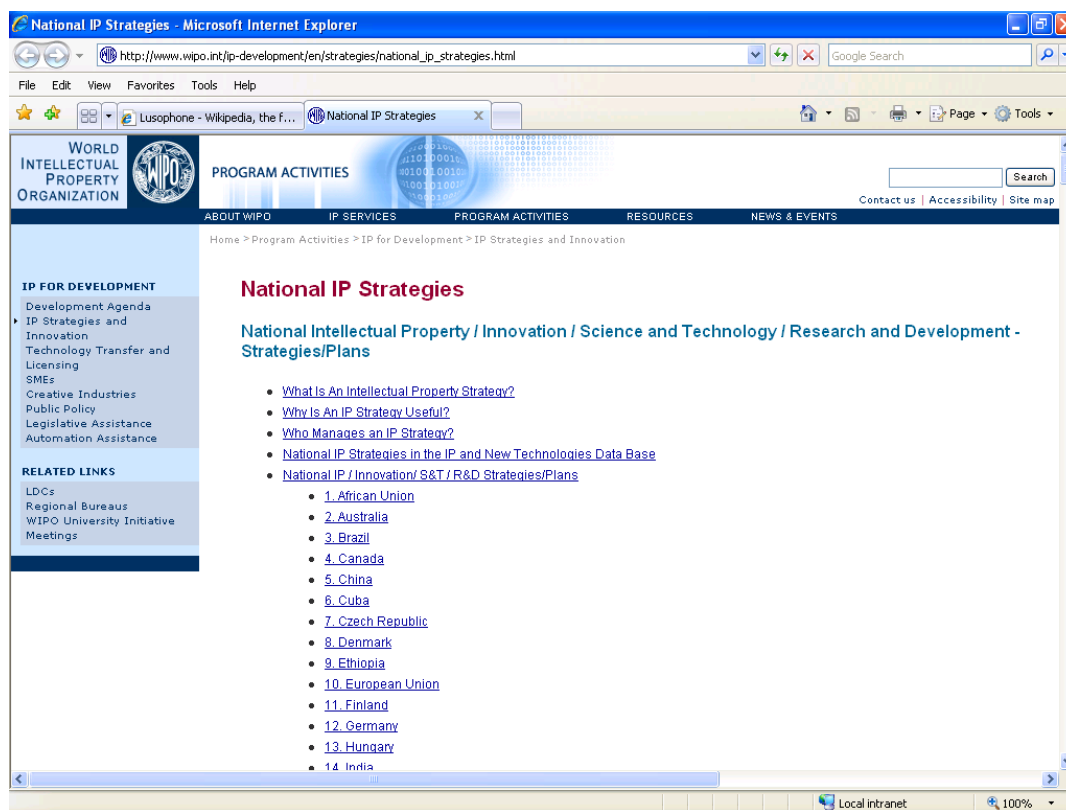 National IP Strategies - Microsoft Internet Explorer
http://www.wipo.int/ip-development/en/strategies/national_ip_strategies.html
Google Search
File Edit View Favorites Tools Help
Lusophone - Wikipedia, the f...
National IP Strategies
Page
Tools
WORLD
INTELLECTUAL
PROPERTY
ORGANIZATION
WIPO
PROGRAM ACTIVITIES
Search
Contact us | Accessibility | Site map
ABOUT WIPO IP SERVICES PROGRAM ACTIVITIES RESOURCES NEWS & EVENTS
Home > Program Activities > IP for Development > IP Strategies and Innovation
IP FOR DEVELOPMENT
Development Agenda
IP Strategies and
Innovation
Technology Transfer and
Licensing
SMEs
Creative Industries
Public Policy
Legislative Assistance
Automation Assistance
RELATED LINKS
LDCs
Regional Bureaus
WIPO University Initiative
Meetings
National IP Strategies
National Intellectual Property / Innovation / Science and Technology / Research and Development -
Strategies/Plans
What Is An Intellectual Property Strategy?
Why Is An IP Strategy Useful?
Who Manages an IP Strategy?
National IP Strategies in the IP and New Technologies Data Base
National IP / Innovation/ S&T / R&D Strategies/Plans
1. African Union
2. Australia
3. Brazil
4. Canada
5. China
6. Cuba
7. Czech Republic
8. Denmark
9. Ethiopia
10. European Union
11. Finland
12. Germany
13. Hungary
14. India
Local intranet
100%